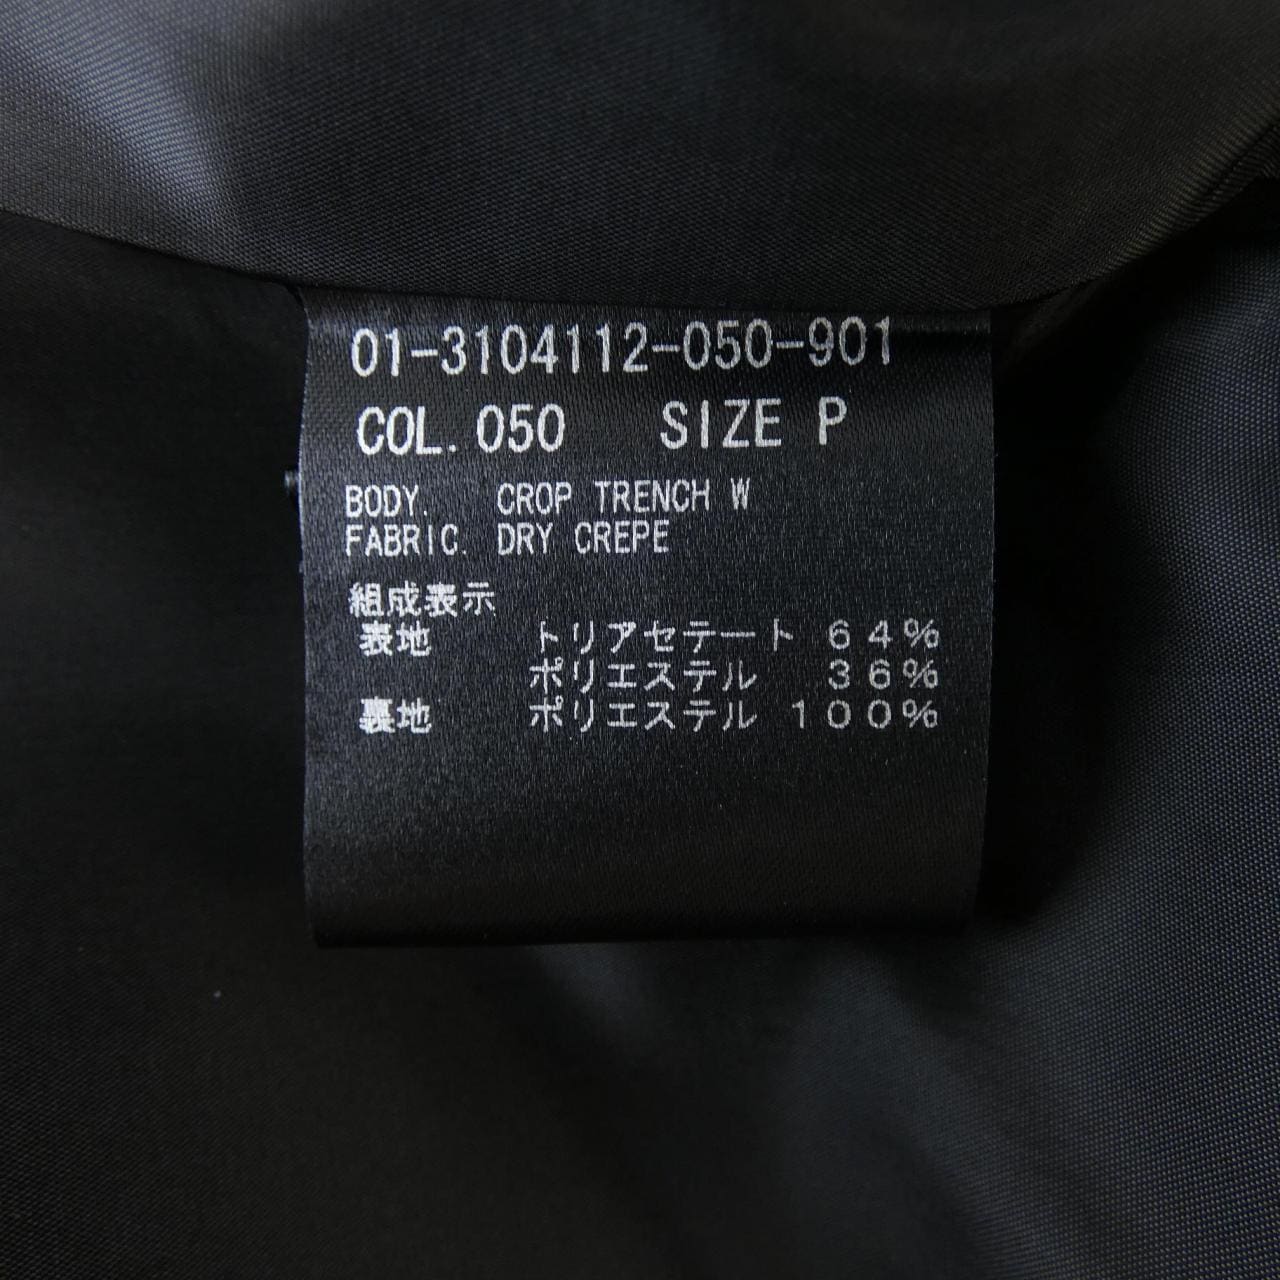 01-3104112-050-901
COL. 050 SIZE P
BODY. CROP TRENCH W
FABRIC. DRY CREPE
組成表示
表地 トリアセテート 64%
ポリエステル 36%
裏地 ポリエステル 100%